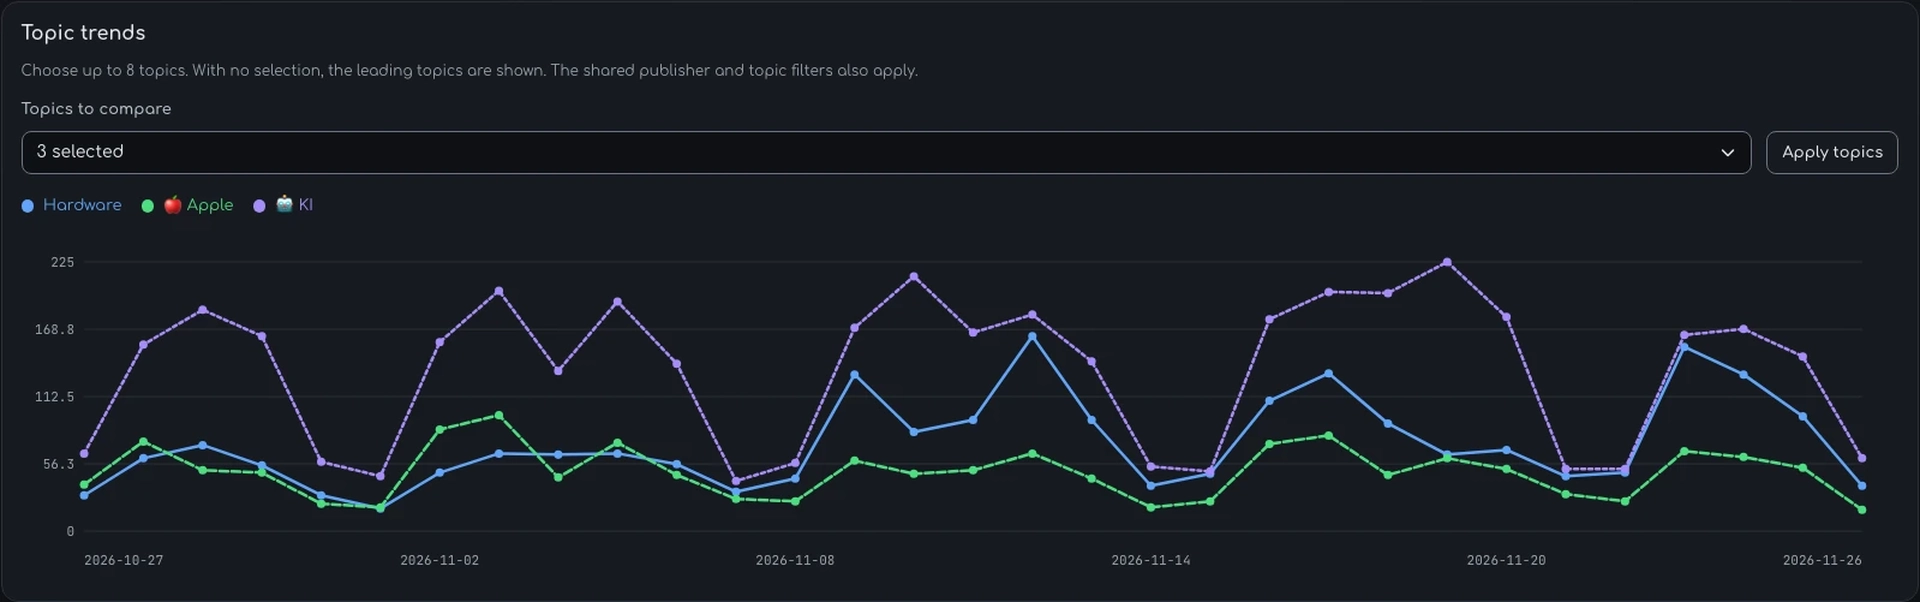 Topic trends
Choose up to 8 topics. With no selection, the leading topics are shown. The shared publisher and topic filters also apply.
Topics to compare
3 selected
Apply topics
Hardware 🍎 Apple 🤖 KI
225
168.8
112.5
56.3
0
2026-10-27 2026-11-02 2026-11-08 2026-11-14 2026-11-20 2026-11-26